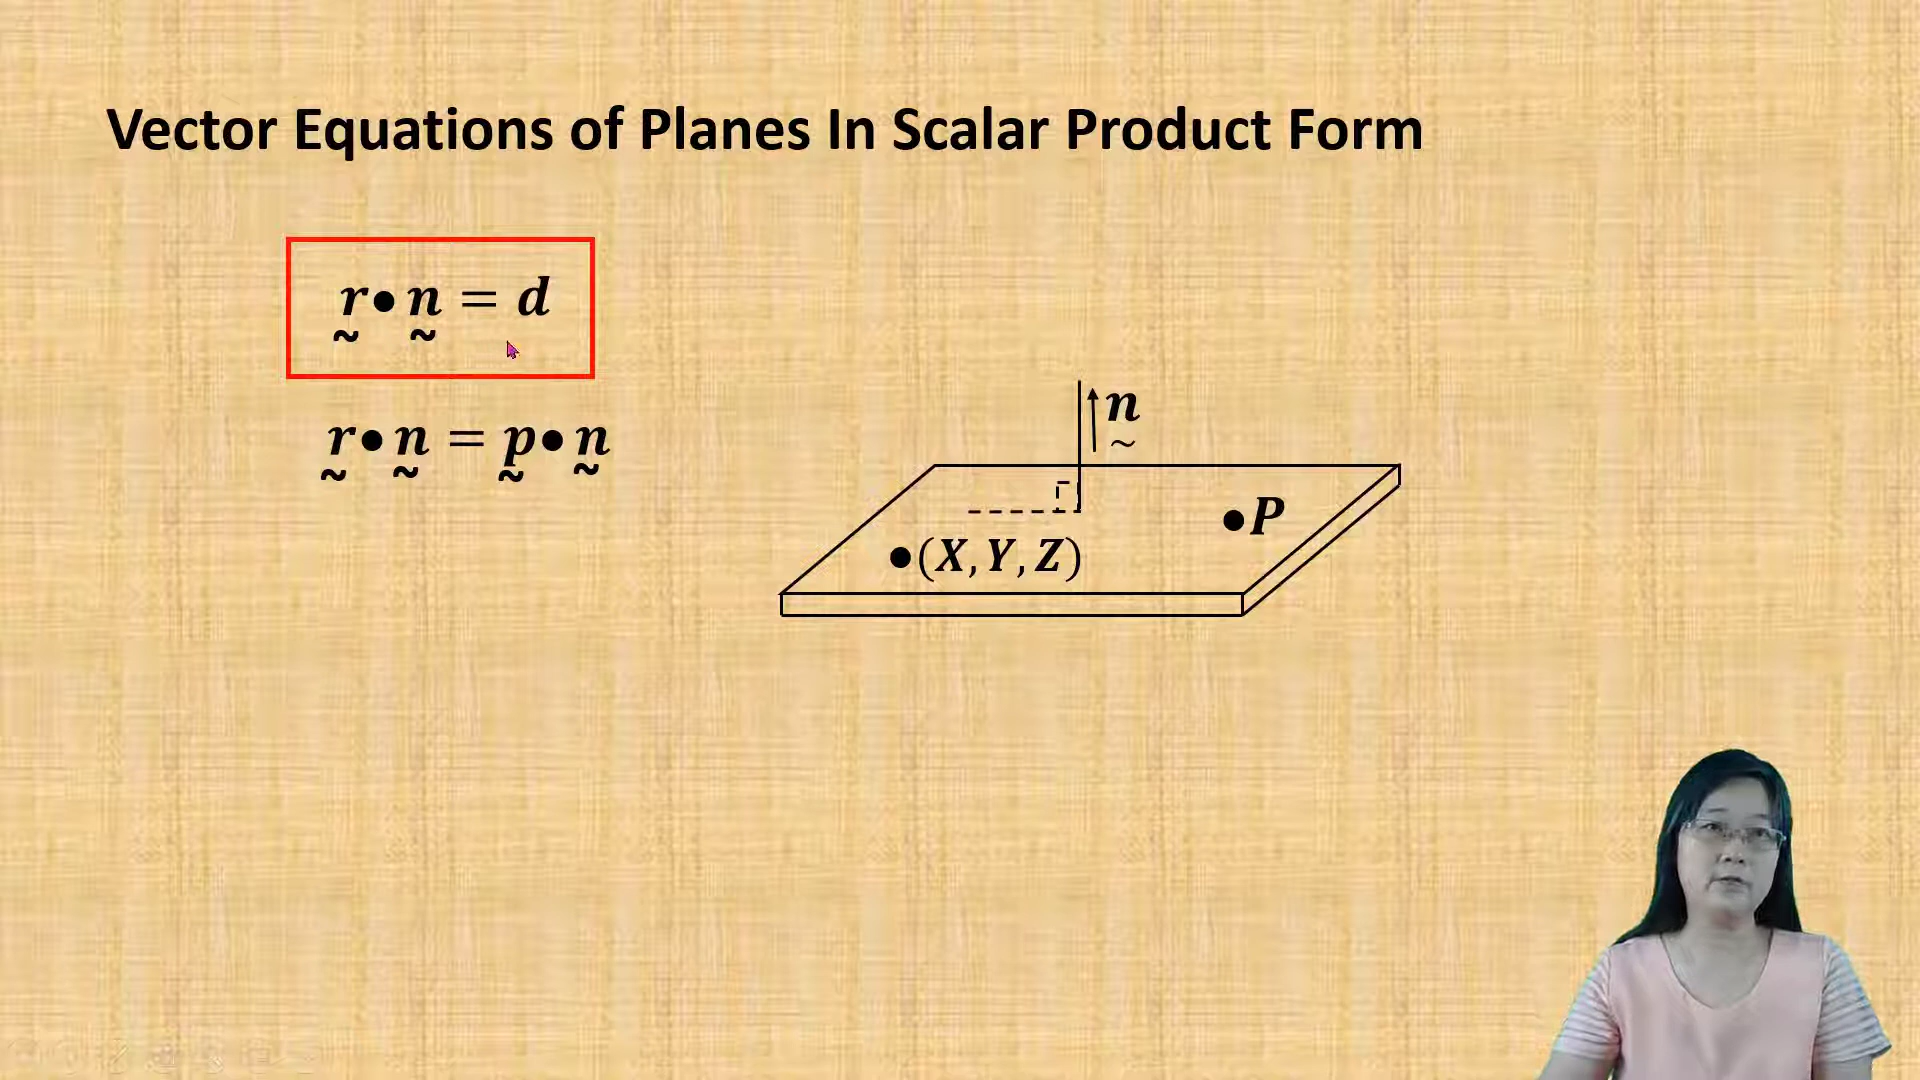 Vector Equations of Planes In Scalar Product Form
r • n = d
~ ~
r • n = p • n
~ ~ ~ ~
n
~
•P
•(X, Y, Z)